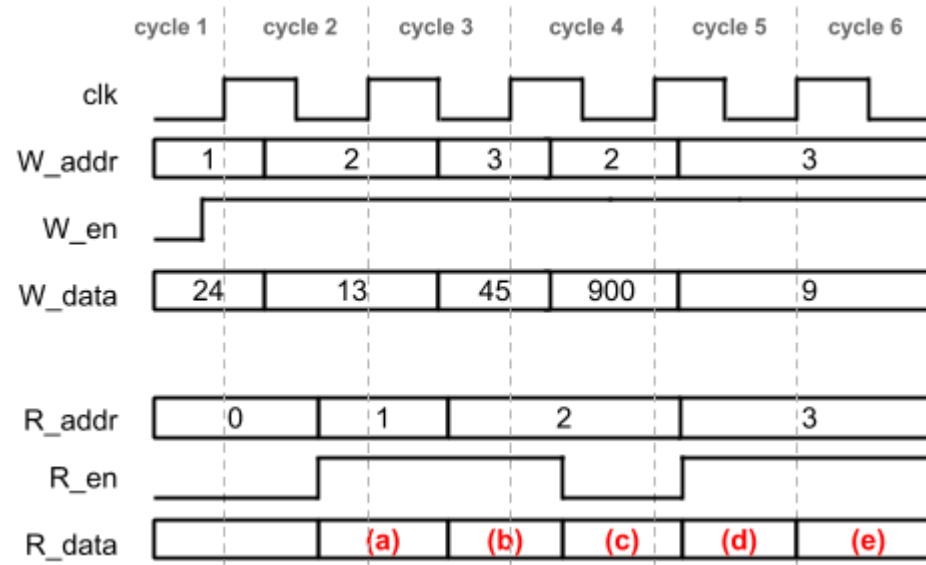 cycle 1 cycle 2 cycle 3 cycle 4 cycle 5 cycle 6
clk
W_addr 1 2 3 2 3
W_en
W_data 24 13 45 900 9
R_addr 0 1 2 3
R_en
R_data (a) (b) (c) (d) (e)